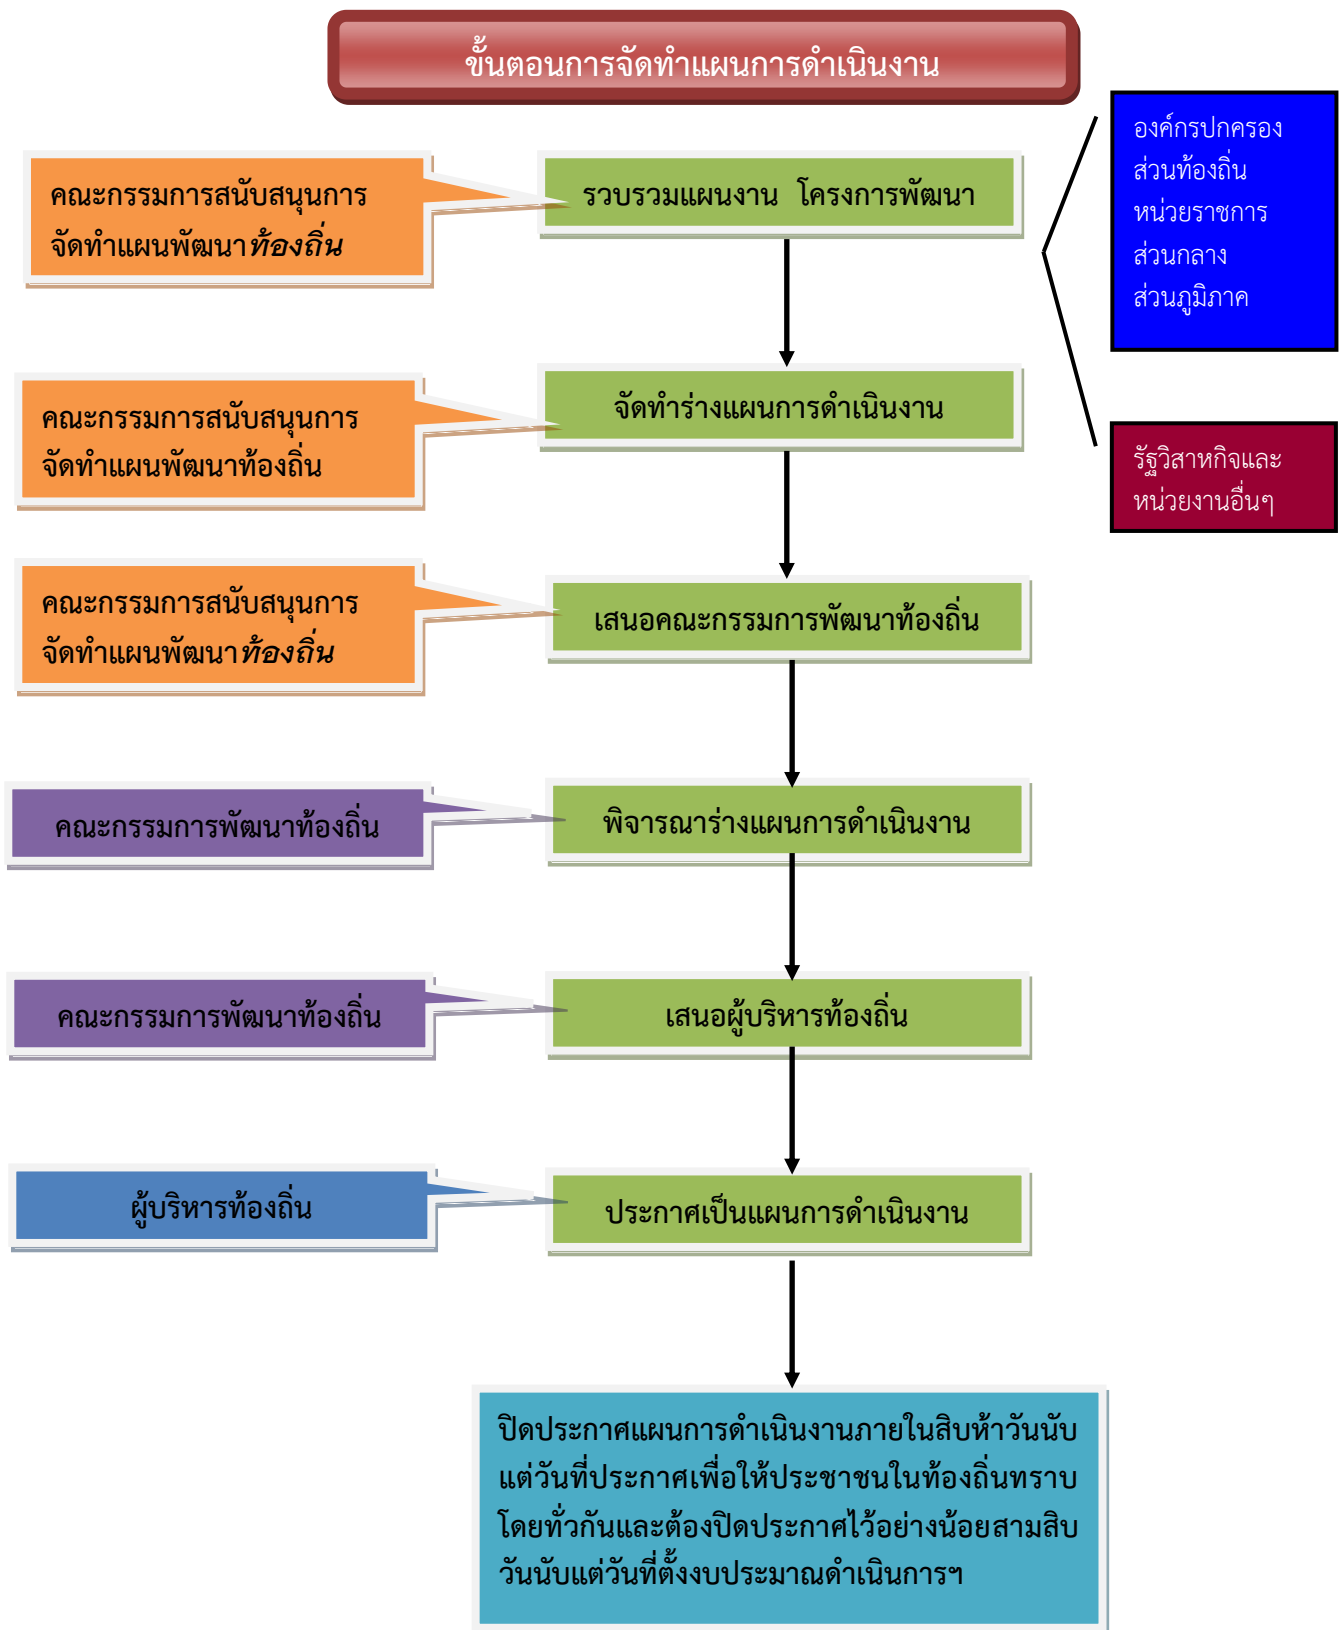 ขั้นตอนการจัดทำแผนการดำเนินงาน
องค์กรปกครอง
ส่วนท้องถิ่น
หน่วยราชการ
ส่วนกลาง
ส่วนภูมิภาค
คณะกรรมการสนับสนุนการ
จัดทำแผนพัฒนาท้องถิ่น
รวบรวมแผนงาน โครงการพัฒนา
คณะกรรมการสนับสนุนการ
จัดทำแผนพัฒนาท้องถิ่น
จัดทำร่างแผนการดำเนินงาน
รัฐวิสาหกิจและ
หน่วยงานอื่นๆ
คณะกรรมการสนับสนุนการ
จัดทำแผนพัฒนาท้องถิ่น
เสนอคณะกรรมการพัฒนาท้องถิ่น
คณะกรรมการพัฒนาท้องถิ่น
พิจารณาร่างแผนการดำเนินงาน
คณะกรรมการพัฒนาท้องถิ่น
เสนอผู้บริหารท้องถิ่น
ผู้บริหารท้องถิ่น
ประกาศเป็นแผนการดำเนินงาน
ปิดประกาศแผนการดำเนินงานภายในสิบห้าวันนับ
แต่วันที่ประกาศเพื่อให้ประชาชนในท้องถิ่นทราบ
โดยทั่วกันและต้องปิดประกาศไว้อย่างน้อยสามสิบ
วันนับแต่วันที่ตั้งงบประมาณดำเนินการฯ